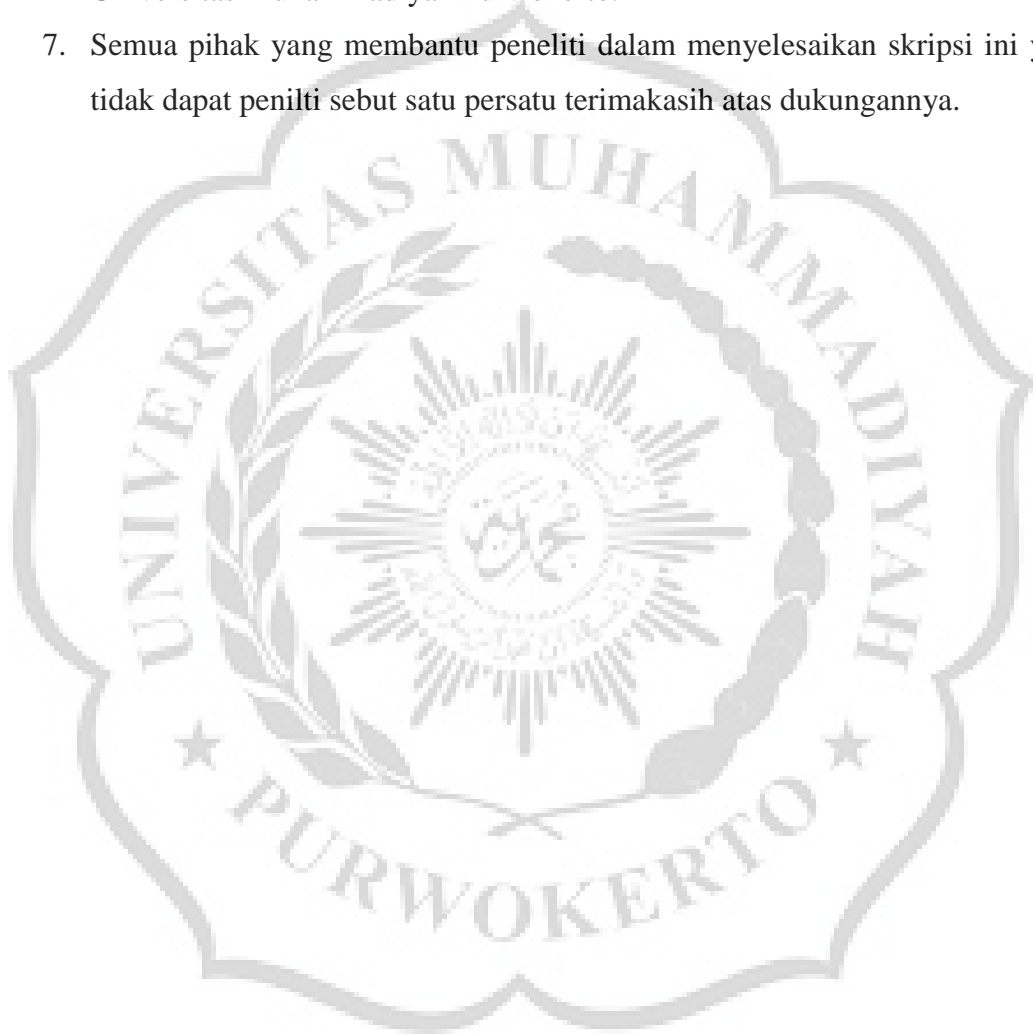 7. Semua pihak yang membantu peneliti dalam menyelesaikan skripsi ini
tidak dapat penilti sebut satu persatu terimakasih atas dukungannya.
UNIVERSITAS MUHAMMADIYAH
★ PURWOKERTO ★